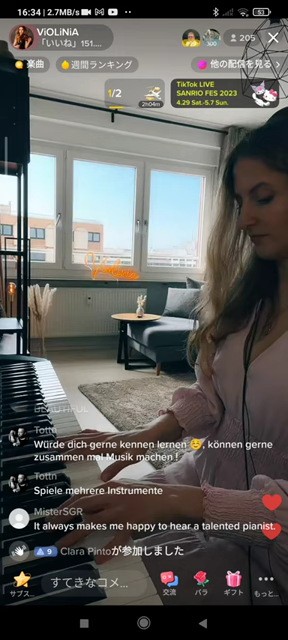 16:34 | 2.7MB/s
53
ViOLiNiA
「いいね」151....
300
205
楽曲
週間ランキング
他の配信を見る >
1/2
2h04m
TikTok LIVE
SANRIO FES 2023
4.29 Sat.-5.7 Sun.
BEAUTIFUL
Tottn
Würde dich gerne kennen lernen ☺️, können gerne
zusammen mal Musik machen !
Tottn
Spiele mehrere Instrumente
MisterSGR
It always makes me happy to hear a talented pianist.
9 Clara Pintoが参加しました
サブス...
すてきなコメ...
交流
バラ
ギフト
もっと...